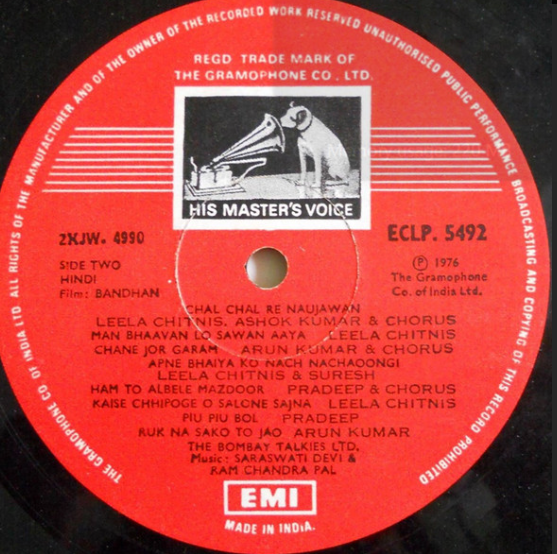 THE GRAMOPHONE CO. OF INDIA LTD ALL RIGHTS OF THE MANUFACTURER AND OF THE OWNER OF THE RECORDED WORK RESERVED UNAUTHORISED PUBLIC PERFORMANCE BROADCASTING AND COPYING OF THIS RECORD PROHIBITED
REGD TRADE MARK OF
THE GRAMOPHONE CO. LTD.
HIS MASTER'S VOICE
2XJW. 4990
ECLP. 5492
SIDE TWO
HINDI
Film: BANDHAN
Ⓟ 1976
The Gramophone
Co. of India Ltd.
CHAL CHAL RE NAUJAWAN
LEELA CHITNIS, ASHOK KUMAR & CHORUS
MAN BHAAVAN LO SAWAN AAYA LEELA CHITNIS
CHANE JOR GARAM ARUN KUMAR & CHORUS
APNE BHAIYA KO NACH NACHAOONGI
LEELA CHITNIS & SURESH
HAM TO ALBELE MAZDOOR PRADEEP & CHORUS
KAISE CHHIPOGE O SALONE SAJNA LEELA CHITNIS
PIU PIU BOL PRADEEP
RUK NA SAKO TO JAO ARUN KUMAR
THE BOMBAY TALKIES LTD.
Music: SARASWATI DEVI &
RAM CHANDRA PAL
EMI
MADE IN INDIA.